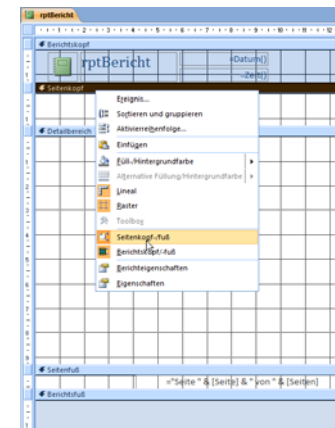 rptBericht
Berichtskopf
rptBericht
=Datum()
=Zeit()
Seitenkopf
Ereignis...
Sortieren und gruppieren
Aktivierreihenfolge...
Detailbereich
Einfügen
Füll-/Hintergrundfarbe
Alternative Füllung/Hintergrundfarbe
Lineal
Raster
Toolbox
Seitenkopf-/fuß
Berichtskopf/-fuß
Berichteigenschaften
Eigenschaften
Seitenfuß
="Seite " & [Seite] & " von " & [Seiten]
Berichtsfuß